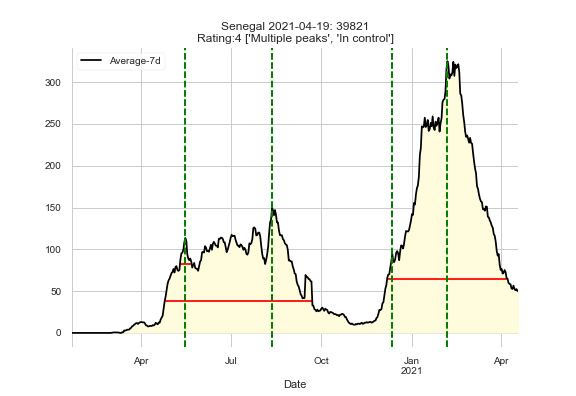 Senegal 2021-04-19: 39821
Rating:4 ['Multiple peaks', 'In control']
Average-7d
300
250
200
150
100
50
0
Apr Jul Oct Jan Apr
2021
Date